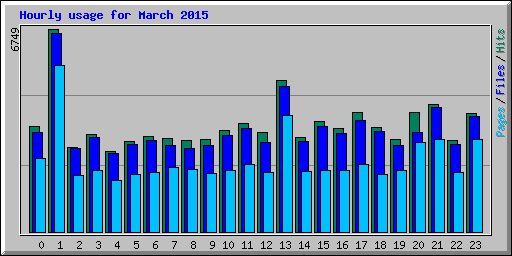 Hourly usage for March 2015
6749
Pages / Files / Hits
0 1 2 3 4 5 6 7 8 9 10 11 12 13 14 15 16 17 18 19 20 21 22 23